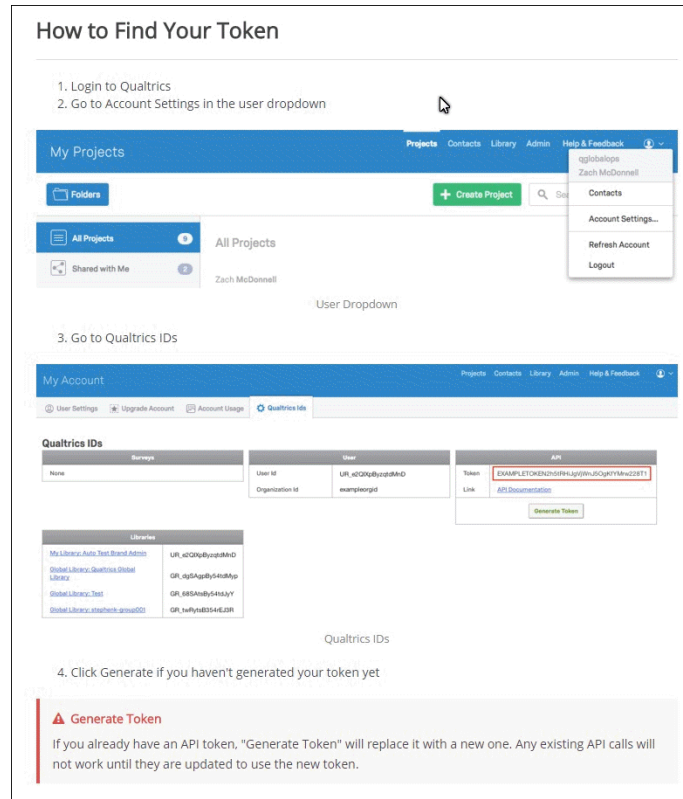 How to Find Your Token
1. Login to Qualtrics
2. Go to Account Settings in the user dropdown
My Projects
Projects Contacts Library Admin Help & Feedback
qglobalops
Zach McDonnell
Contacts
Account Settings...
Refresh Account
Logout
Folders
+ Create Project
All Projects 9
Shared with Me 2
All Projects
Zach McDonnell
User Dropdown
3. Go to Qualtrics IDs
My Account
Projects Contacts Library Admin Help & Feedback
User Settings Upgrade Account Account Usage Qualtrics Ids
Qualtrics IDs
Surveys
None
User
User Id
Organization Id exampleorgid
API
Token
Link API Documentation
Generate Token
Libraries
My Library: Auto Test Brand Admin
Global Library: Qualtrics Global
Library
Global Library: Test
Global Library: stephenk-group001
Qualtrics IDs
4. Click Generate if you haven't generated your token yet
Generate Token
If you already have an API token, "Generate Token" will replace it with a new one. Any existing API calls will
not work until they are updated to use the new token.